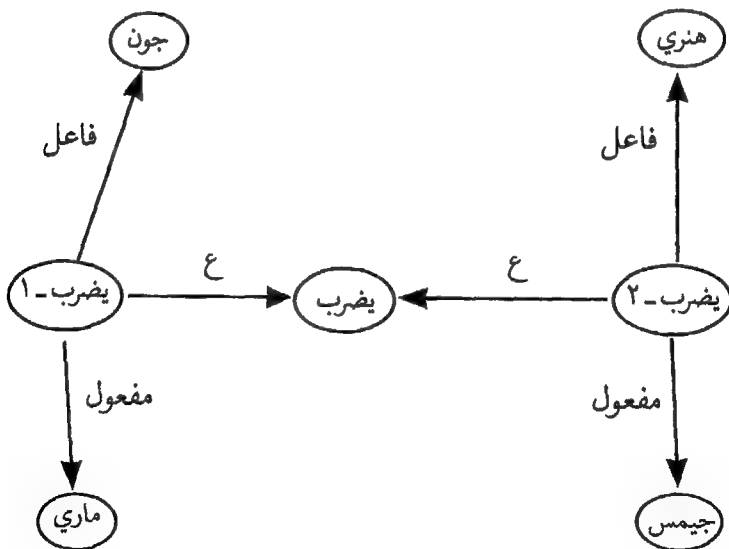 هنري
جون
فاعل
فاعل
ع
ع
يضرب-٢
يضرب
يضرب-١
مفعول
مفعول
جيمس
ماري